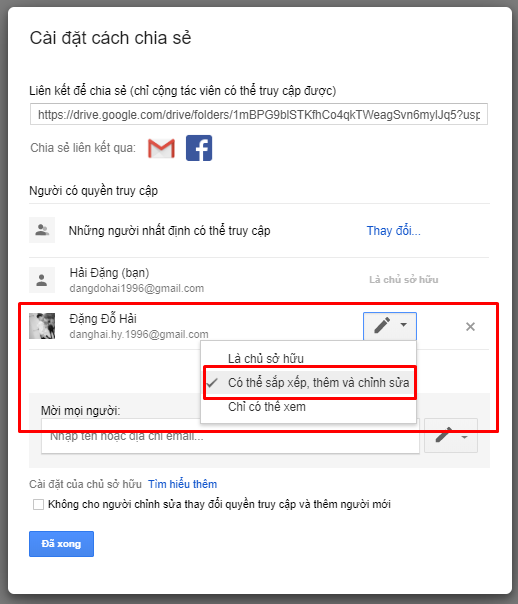 Cài đặt cách chia sẻ
Liên kết để chia sẻ (chỉ cộng tác viên có thể truy cập được)
https://drive.google.com/drive/folders/1mBPG9blSTKfhCo4qkTWeagSvn6mylJq5?usp
Chia sẻ liên kết qua:
Người có quyền truy cập
Những người nhất định có thể truy cập Thay đổi...
Hải Đặng (bạn) Là chủ sở hữu
dangdohai1996@gmail.com
Đặng Đỗ Hải
danghai.hy.1996@gmail.com
Là chủ sở hữu
Có thể sắp xếp, thêm và chỉnh sửa
Chỉ có thể xem
Mời mọi người:
Nhập tên hoặc địa chỉ email...
Cài đặt của chủ sở hữu Tìm hiểu thêm
Không cho người chỉnh sửa thay đổi quyền truy cập và thêm người mới
Đã xong